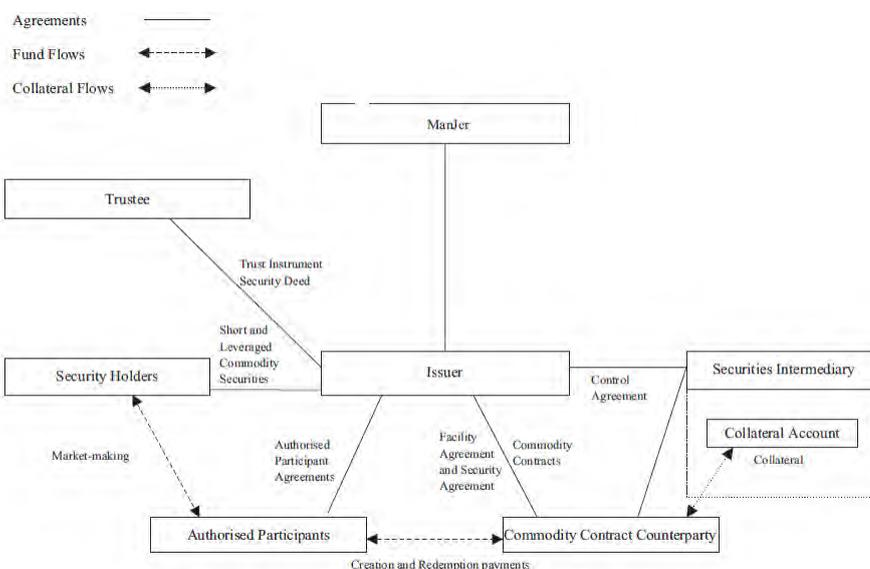 Agreements
Fund Flows
Collateral Flows
ManJer
Trustee
Trust Instrument
Security Deed
Short and
Leveraged
Commodity
Securities
Security Holders
Issuer
Securities Intermediary
Control
Agreement
Collateral Account
Collateral
Market-making
Authorised
Participant
Agreements
Facility
Agreement
and Security
Agreement
Commodity
Contracts
Authorised Participants
Commodity Contract Counterparty
Creation and Redemption payments